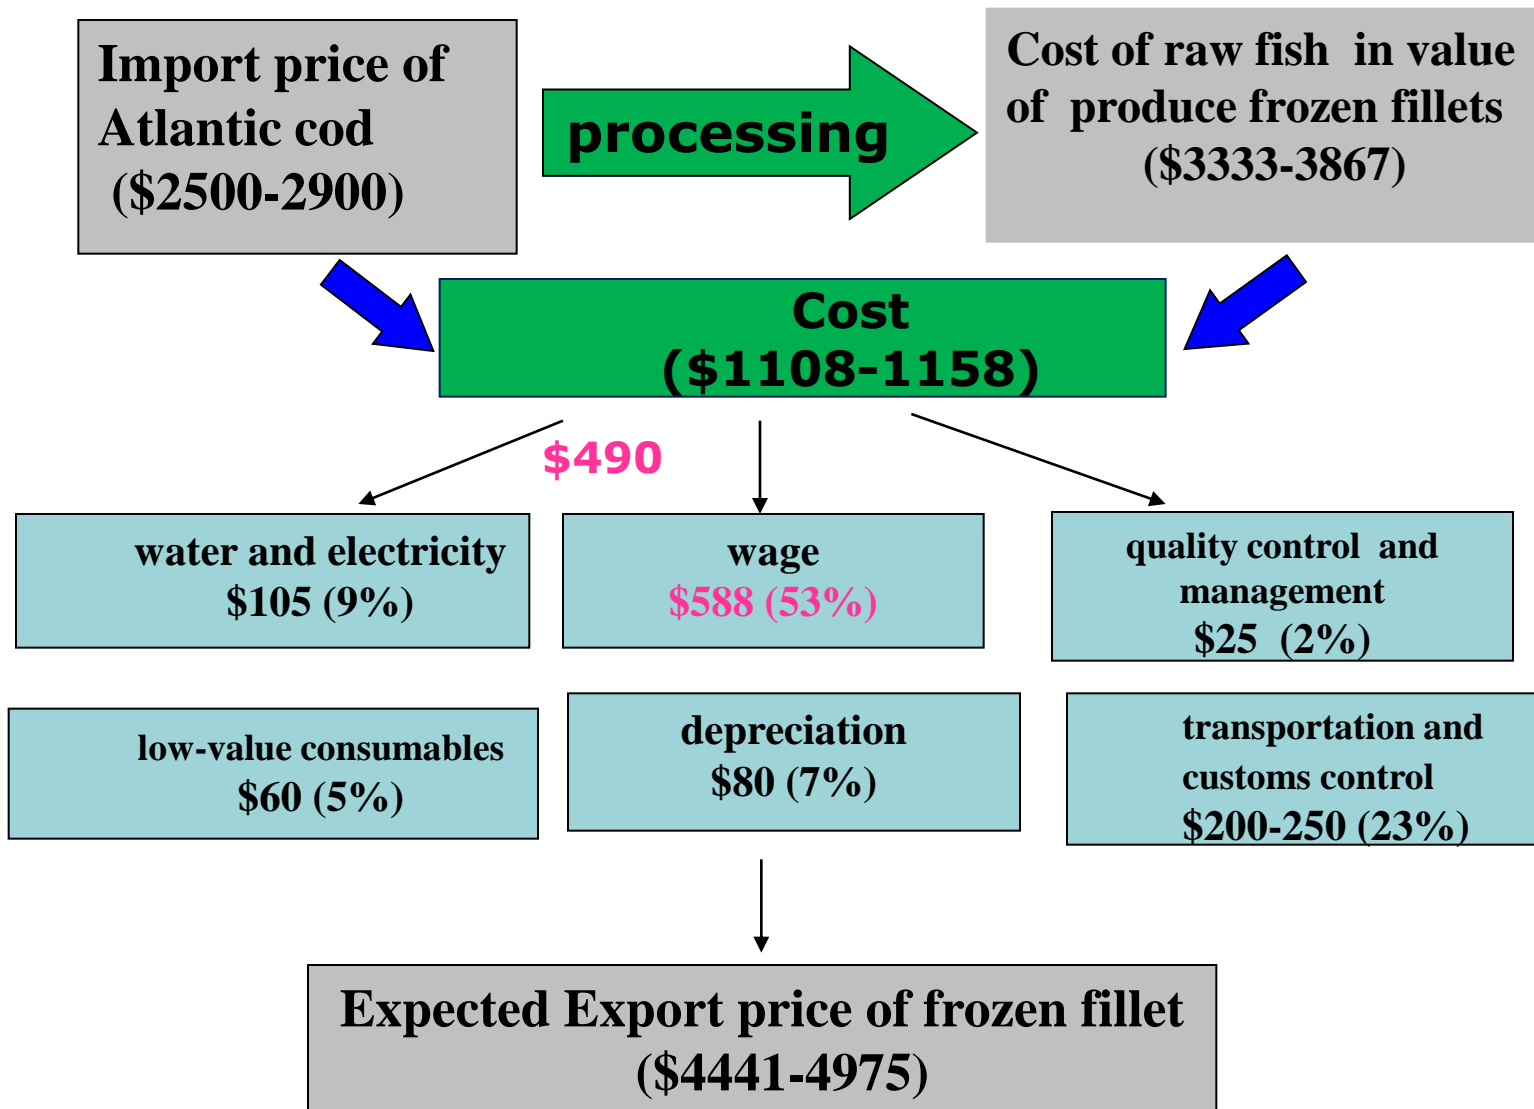 Import price of
Atlantic cod
($2500-2900)
processing
Cost of raw fish in value
of produce frozen fillets
($3333-3867)
Cost
($1108-1158)
$490
water and electricity
$105 (9%)
wage
$588 (53%)
quality control and
management
$25 (2%)
low-value consumables
$60 (5%)
depreciation
$80 (7%)
transportation and
customs control
$200-250 (23%)
Expected Export price of frozen fillet
($4441-4975)